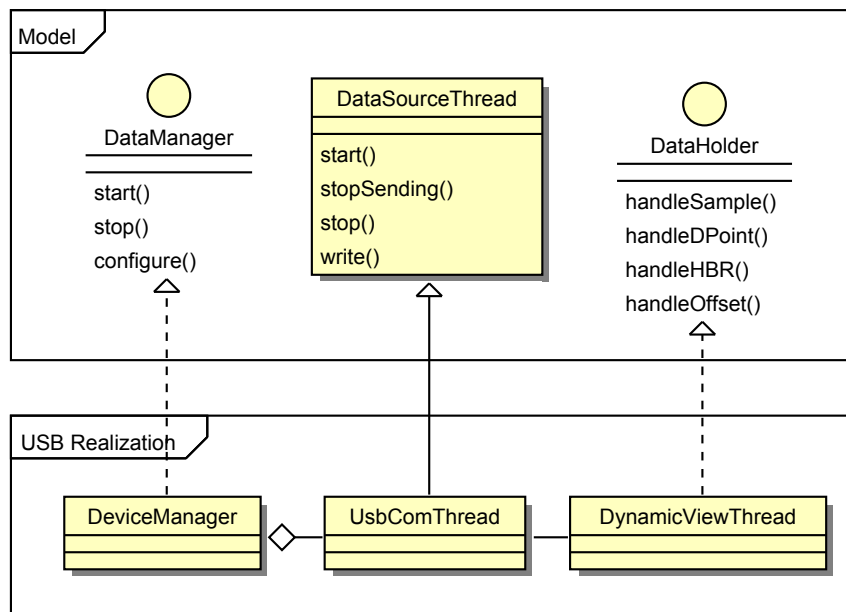 Model
DataManager
start()
stop()
configure()
DataSourceThread
start()
stopSending()
stop()
write()
DataHolder
handleSample()
handleDPoint()
handleHBR()
handleOffset()
USB Realization
DeviceManager
UsbComThread
DynamicViewThread